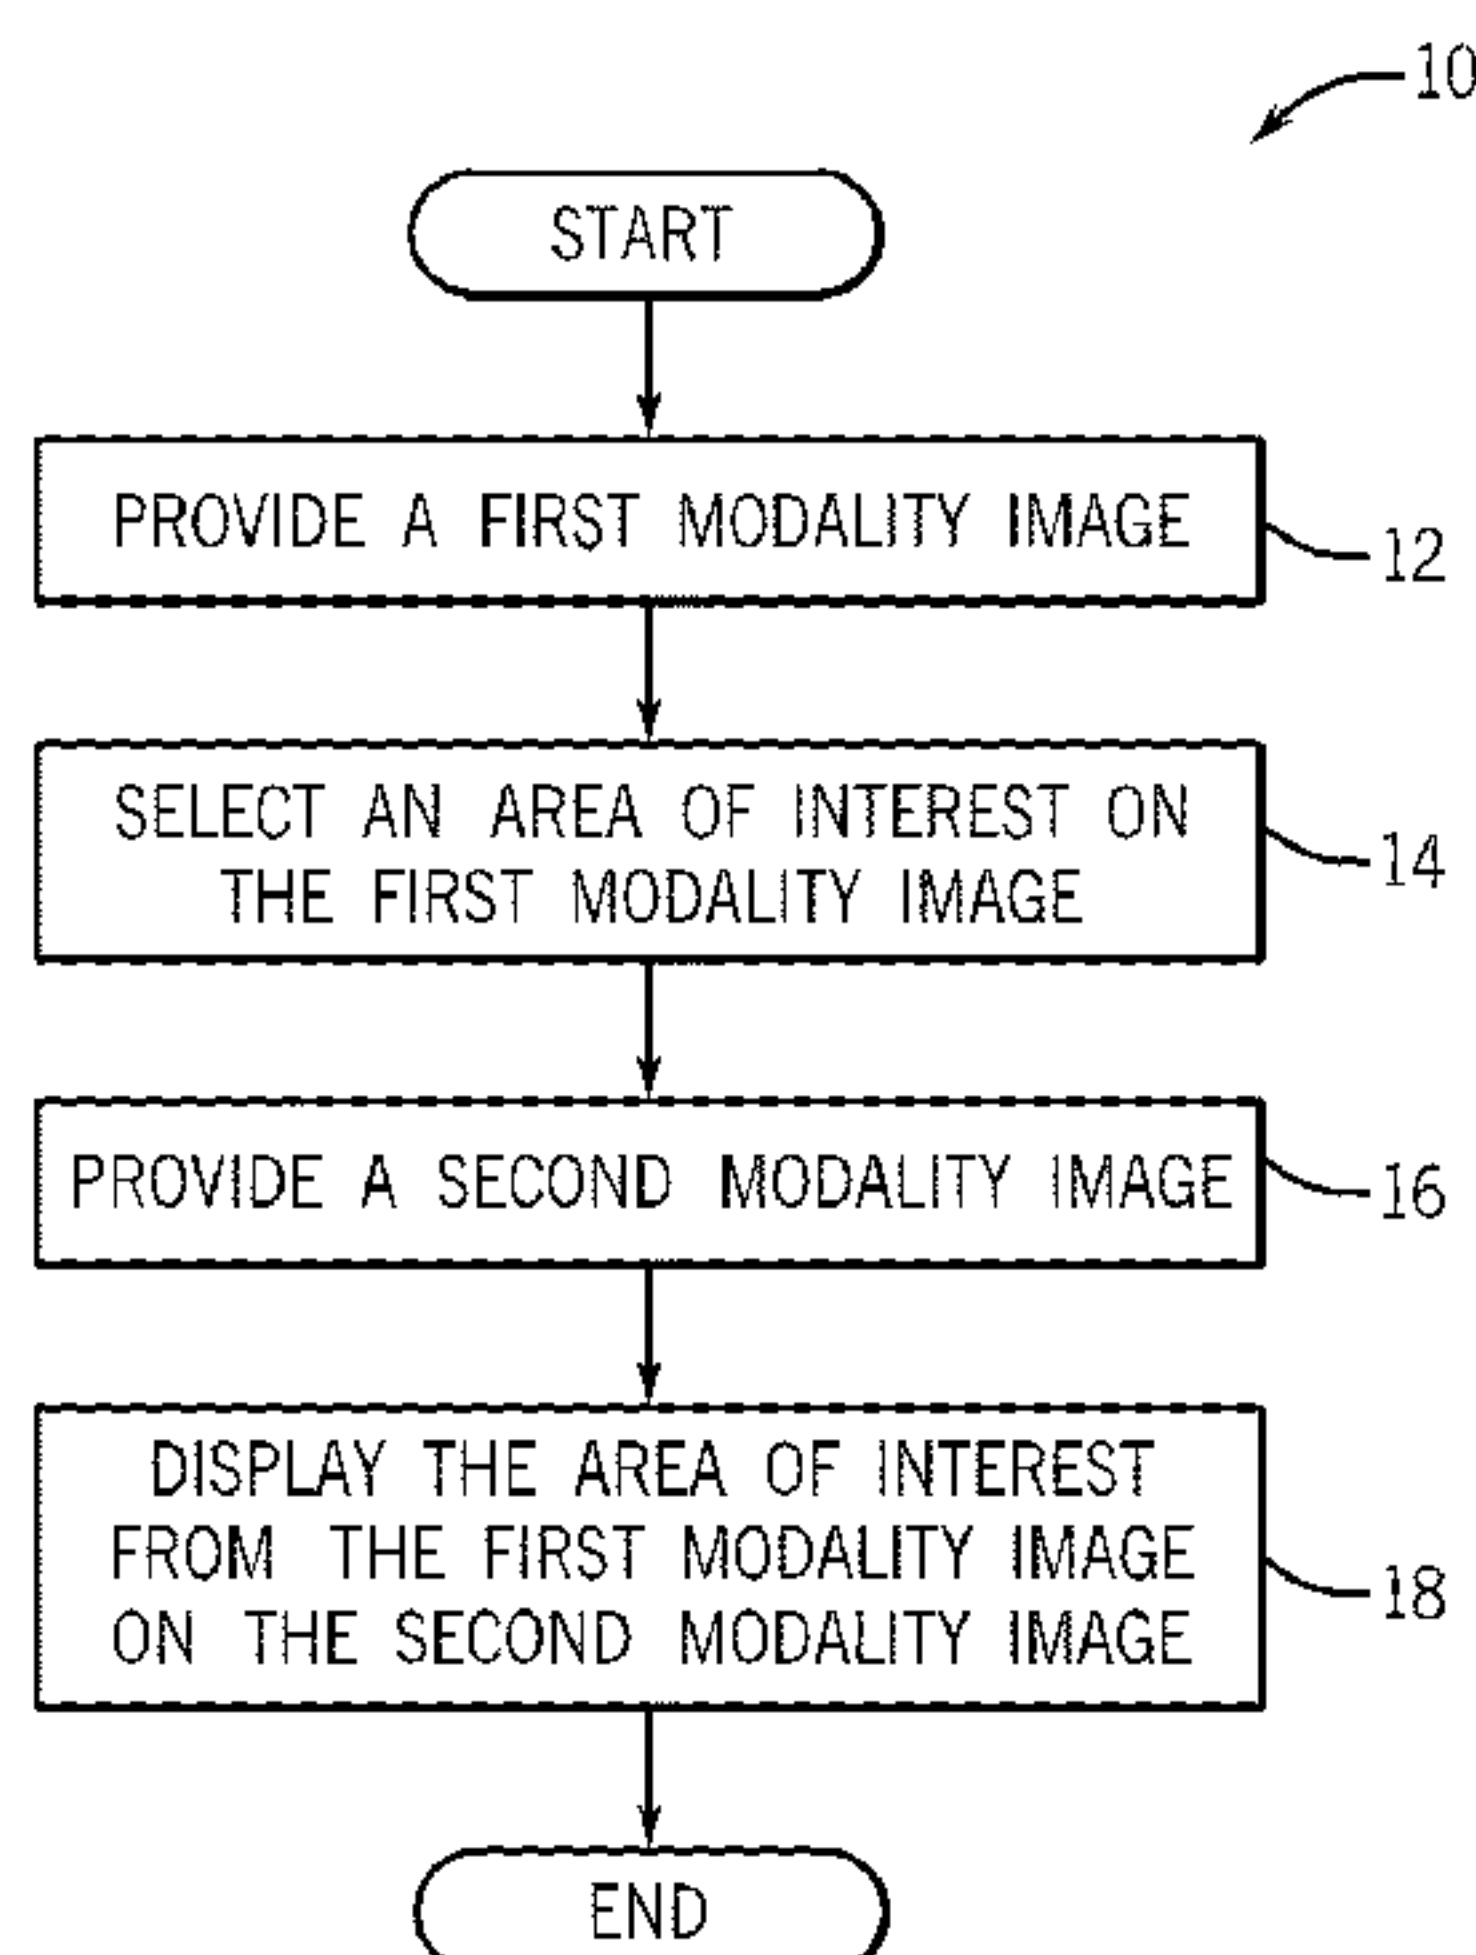 10
START
PROVIDE A FIRST MODALITY IMAGE
12
SELECT AN AREA OF INTEREST ON
THE FIRST MODALITY IMAGE
14
PROVIDE A SECOND MODALITY IMAGE
16
DISPLAY THE AREA OF INTEREST
FROM THE FIRST MODALITY IMAGE
ON THE SECOND MODALITY IMAGE
18
END